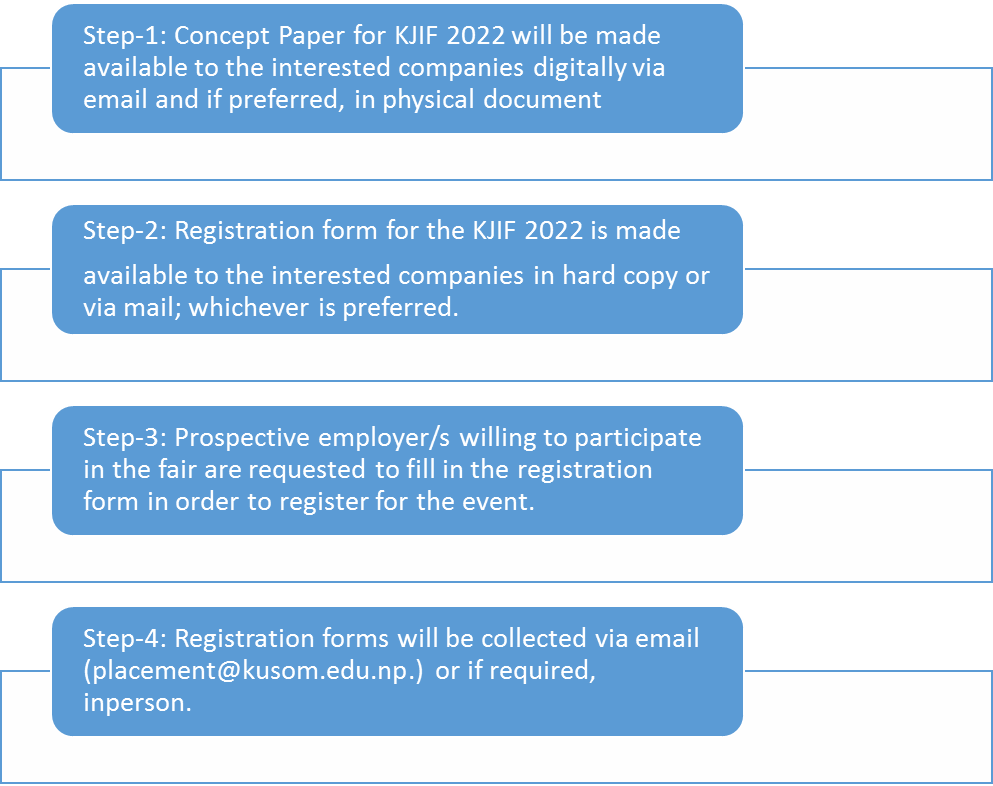 Step-1: Concept Paper for KJIF 2022 will be made
available to the interested companies digitally via
email and if preferred, in physical document
Step-2: Registration form for the KJIF 2022 is made
available to the interested companies in hard copy or
via mail; whichever is preferred.
Step-3: Prospective employer/s willing to participate
in the fair are requested to fill in the registration
form in order to register for the event.
Step-4: Registration forms will be collected via email
(placement@kusom.edu.np.) or if required,
inperson.